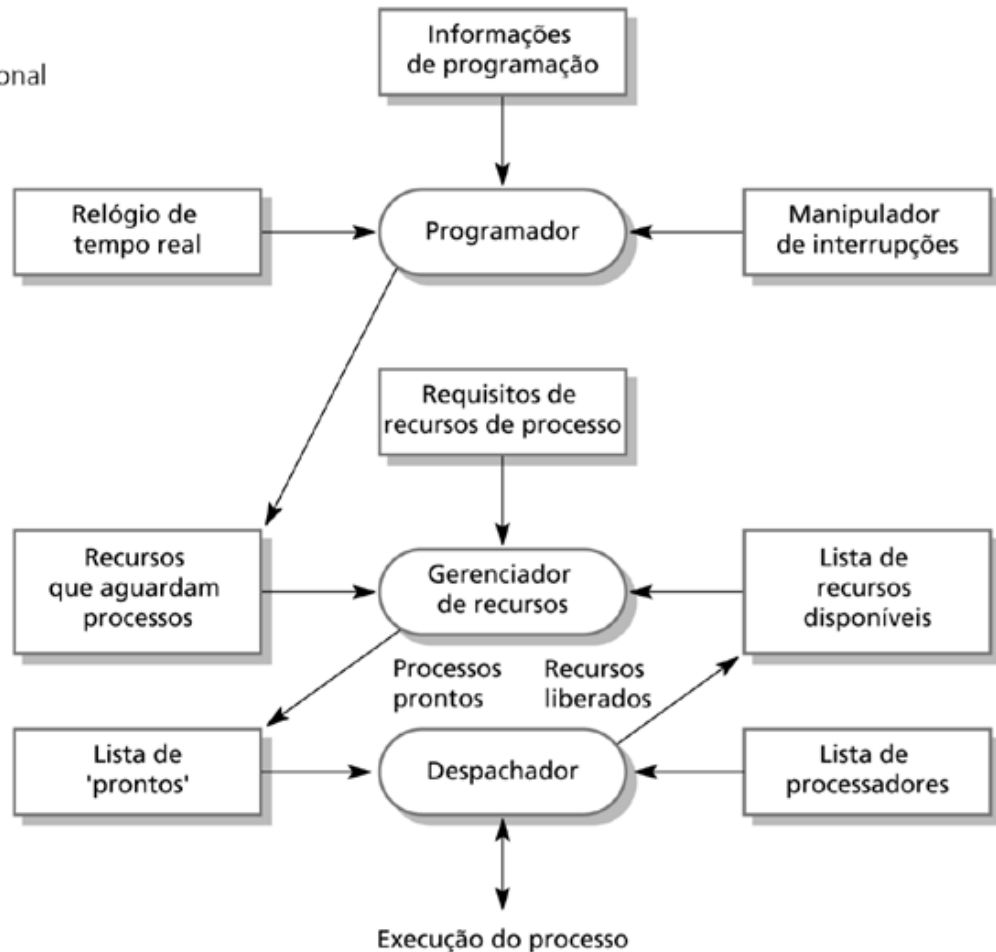 Informações
de programação
onal
Relógio de
tempo real
Programador
Manipulador
de interrupções
Requisitos de
recursos de processo
Recursos
que aguardam
processos
Gerenciador
de recursos
Lista de
recursos
disponíveis
Processos
prontos
Recursos
liberados
Lista de
'prontos'
Despachador
Lista de
processadores
Execução do processo